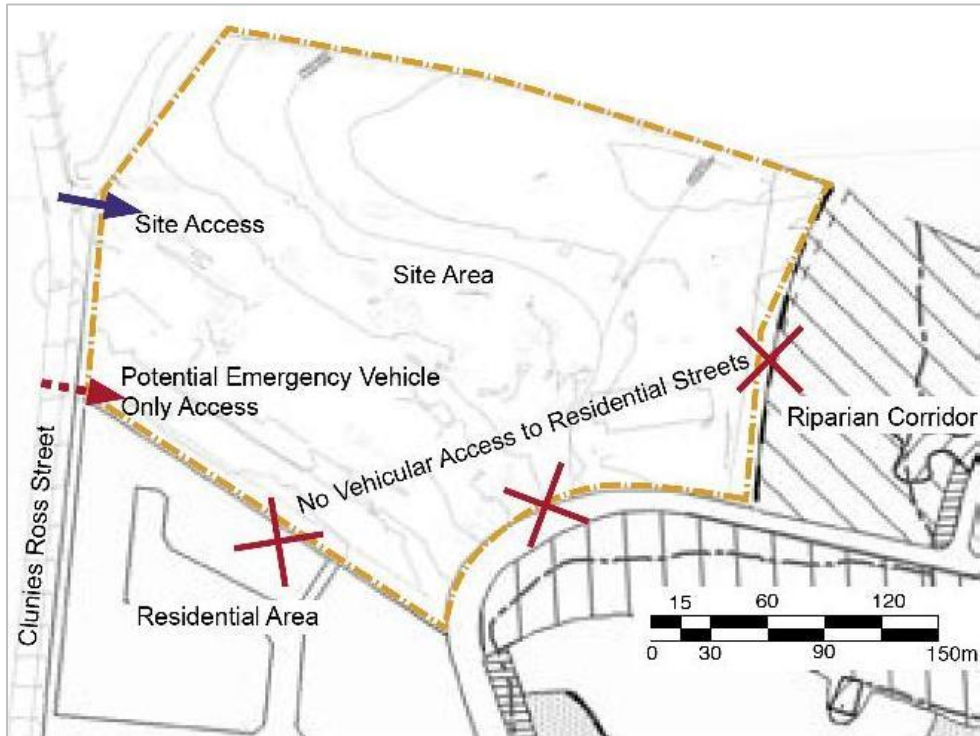 Site Access
Site Area
Potential Emergency Vehicle
Only Access
No Vehicular Access to Residential Streets
Riparian Corridor
Clunies Ross Street
Residential Area
15 60 120
0 30 90 150m